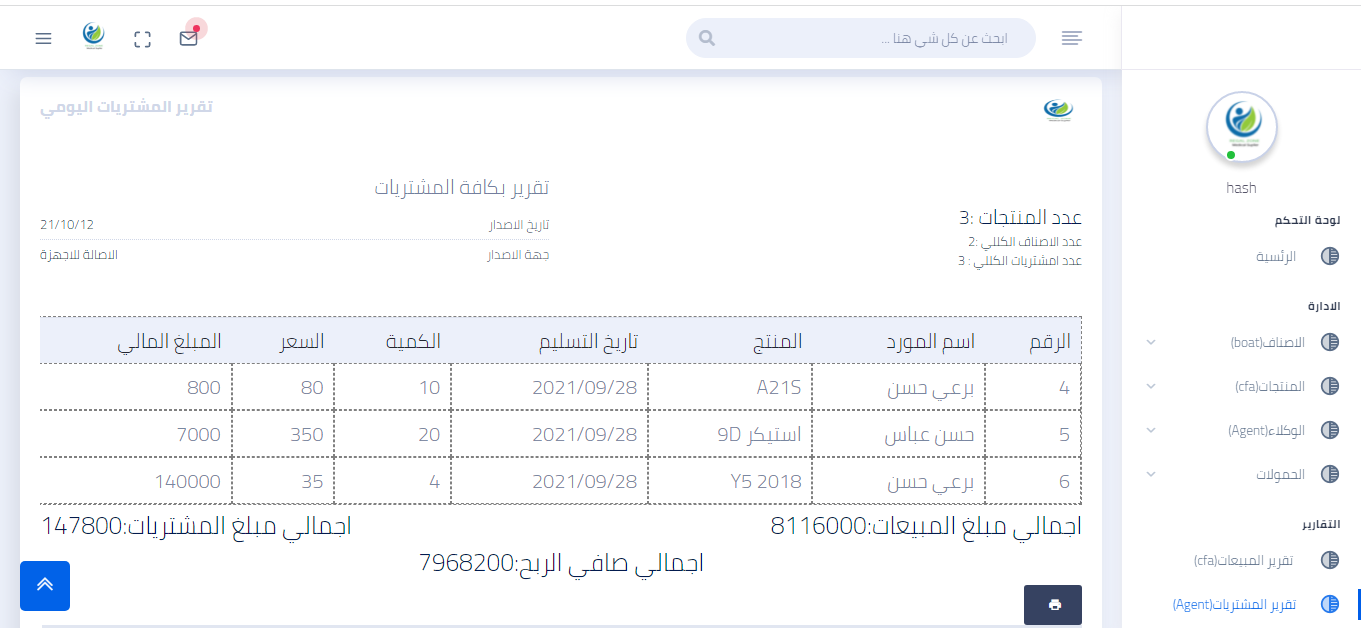 ابحث عن كل شي هنا ...
hash
لوحة التحكم
الرئسية
الادارة
الاصناف(boat)
المنتجات(cfa)
الوكلاء(Agent)
الحمولات
التقارير
تقرير المبيعات(cfa)
تقرير المشتريات(Agent)
تقرير المشتريات اليومي
عدد المنتجات :3
عدد الاصناف الكللي :2
عدد امشتريات الكللي : 3
تقرير بكافة المشتريات
تاريخ الاصدار 21/10/12
جهة الاصدار الاصالة للاجهزة
الرقم اسم المورد المنتج تاريخ التسليم الكمية السعر المبلغ المالي
4 برعي حسن A21S 2021/09/28 10 80 800
5 حسن عباس استيكر 9D 2021/09/28 20 350 7000
6 برعي حسن Y5 2018 2021/09/28 4 35 140000
اجمالي مبلغ المبيعات:8116000 اجمالي مبلغ المشتريات:147800
اجمالي صافي الربح:7968200